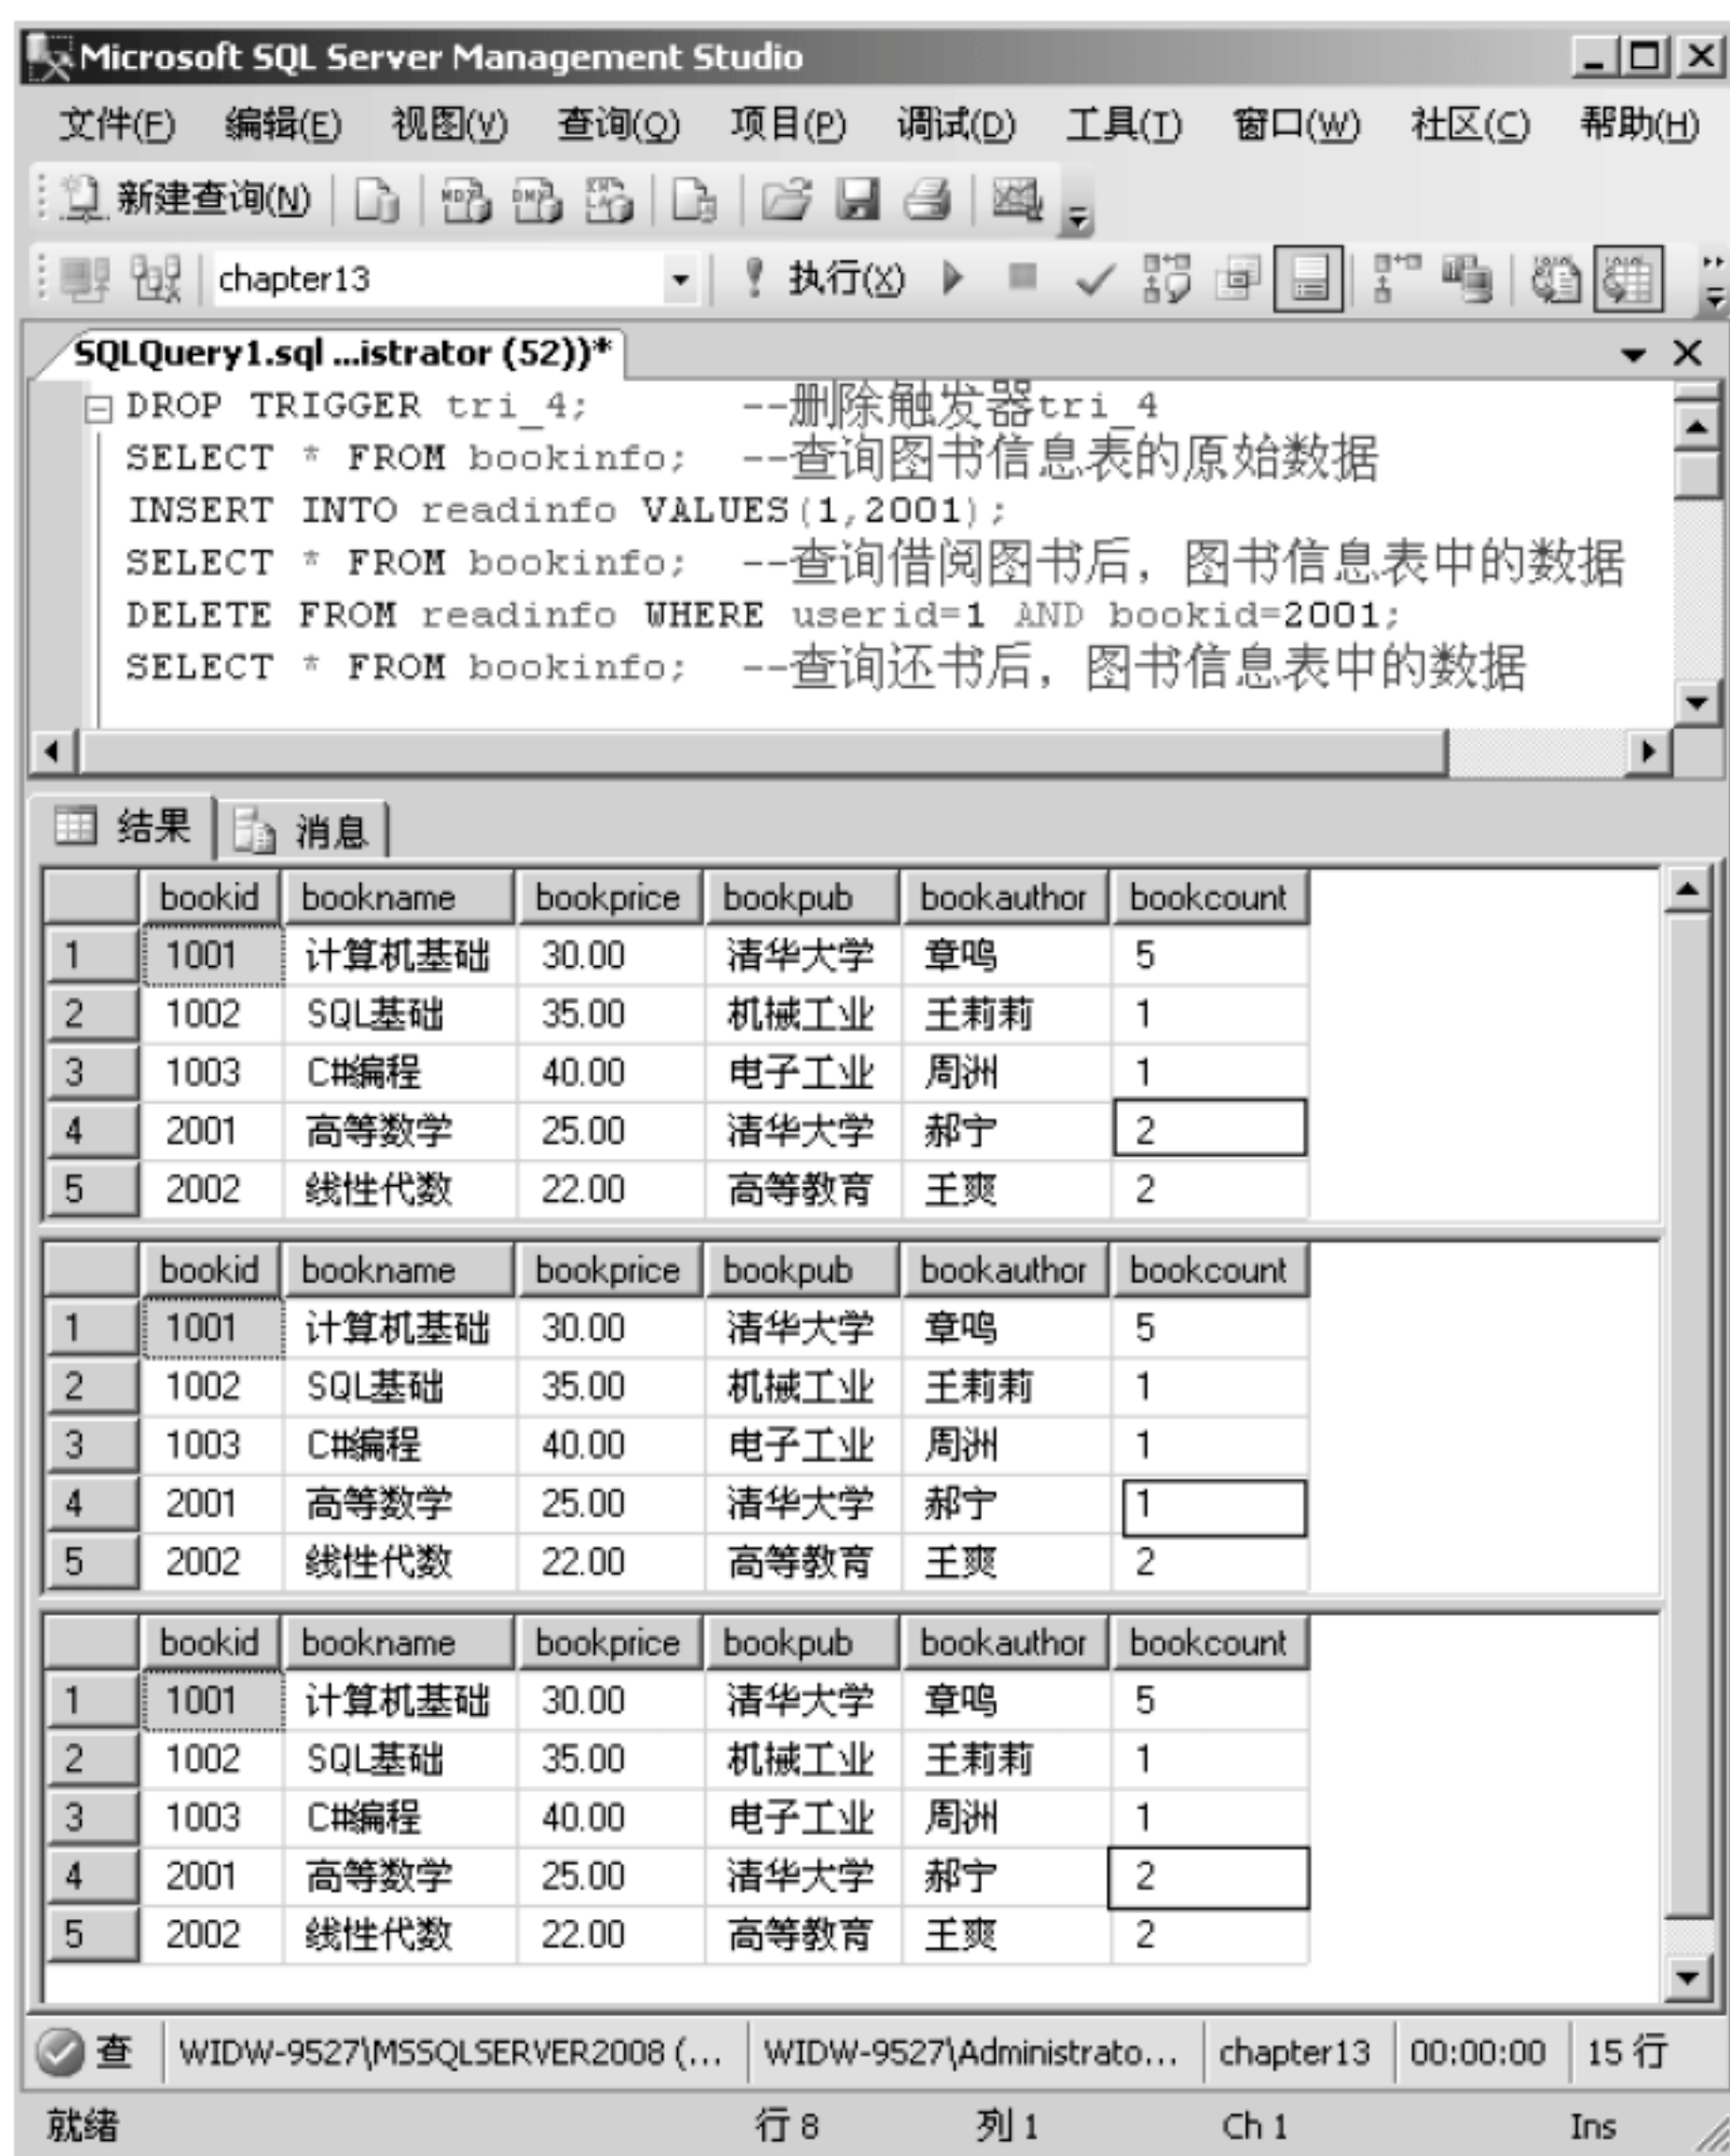 Microsoft SQL Server Management Studio
文件(F) 编辑(E) 视图(V) 查询(Q) 项目(P) 调试(D) 工具(T) 窗口(W) 社区(C) 帮助(H)
新建查询(N)
chapter13 执行(X)
SQLQuery1.sql ...istrator (52))*
DROP TRIGGER tri_4; --删除触发器tri_4
SELECT * FROM bookinfo; --查询图书信息表的原始数据
INSERT INTO readinfo VALUES(1,2001);
SELECT * FROM bookinfo; --查询借阅图书后，图书信息表中的数据
DELETE FROM readinfo WHERE userid=1 AND bookid=2001;
SELECT * FROM bookinfo; --查询还书后，图书信息表中的数据
结果 消息
bookid bookname bookprice bookpub bookauthor bookcount
1 1001 计算机基础 30.00 清华大学 章鸣 5
2 1002 SQL基础 35.00 机械工业 王莉莉 1
3 1003 C#编程 40.00 电子工业 周洲 1
4 2001 高等数学 25.00 清华大学 郝宁 2
5 2002 线性代数 22.00 高等教育 王爽 2
bookid bookname bookprice bookpub bookauthor bookcount
1 1001 计算机基础 30.00 清华大学 章鸣 5
2 1002 SQL基础 35.00 机械工业 王莉莉 1
3 1003 C#编程 40.00 电子工业 周洲 1
4 2001 高等数学 25.00 清华大学 郝宁 1
5 2002 线性代数 22.00 高等教育 王爽 2
bookid bookname bookprice bookpub bookauthor bookcount
1 1001 计算机基础 30.00 清华大学 章鸣 5
2 1002 SQL基础 35.00 机械工业 王莉莉 1
3 1003 C#编程 40.00 电子工业 周洲 1
4 2001 高等数学 25.00 清华大学 郝宁 2
5 2002 线性代数 22.00 高等教育 王爽 2
查 WIDW-9527\MSSQLSERVER2008 (... WIDW-9527\Administrato... chapter13 00:00:00 15 行
就绪 行 8 列 1 Ch 1 Ins